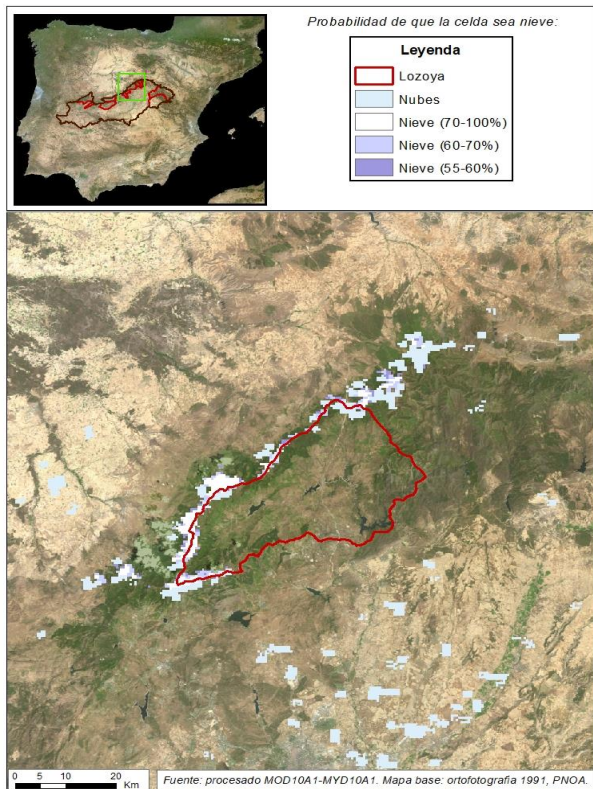 Probabilidad de que la celda sea nieve:
Leyenda
Lozoya
Nubes
Nieve (70-100%)
Nieve (60-70%)
Nieve (55-60%)
0 5 10 20
Km
Fuente: procesado MOD10A1-MYD10A1. Mapa base: ortofotografia 1991, PNOA.